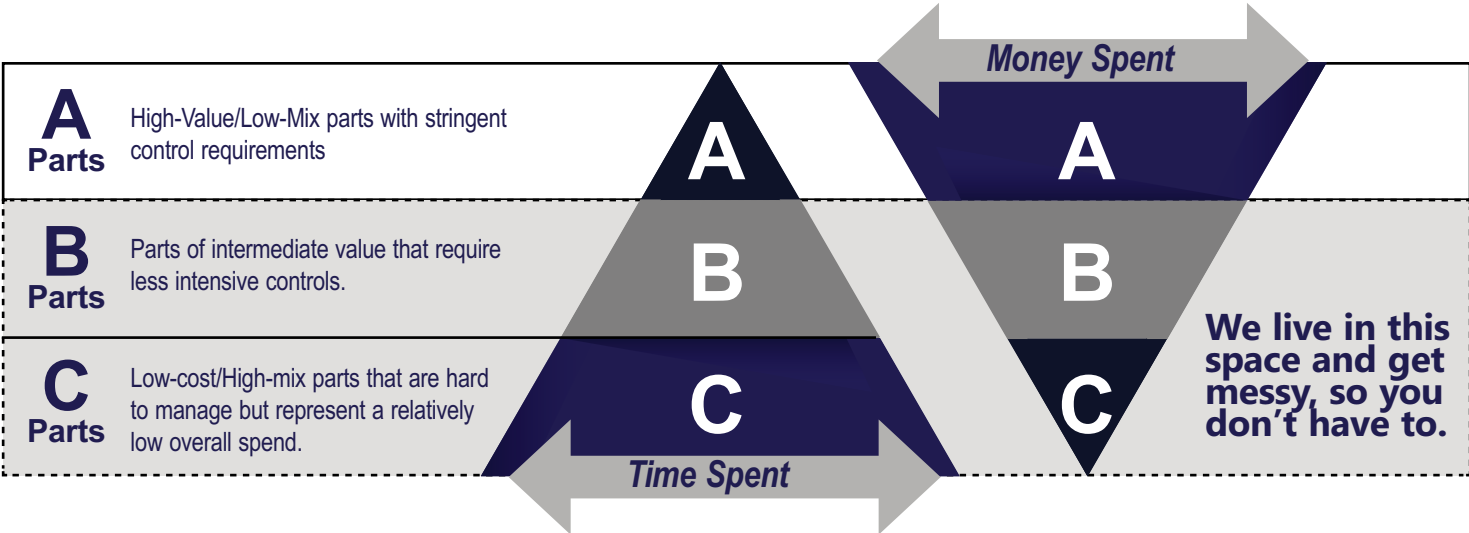 A
Parts
High-Value/Low-Mix parts with stringent
control requirements
B
Parts
Parts of intermediate value that require
less intensive controls.
C
Parts
Low-cost/High-mix parts that are hard
to manage but represent a relatively
low overall spend.
A
B
C
Time Spent
Money Spent
A
B
C
We live in this
space and get
messy, so you
don't have to.